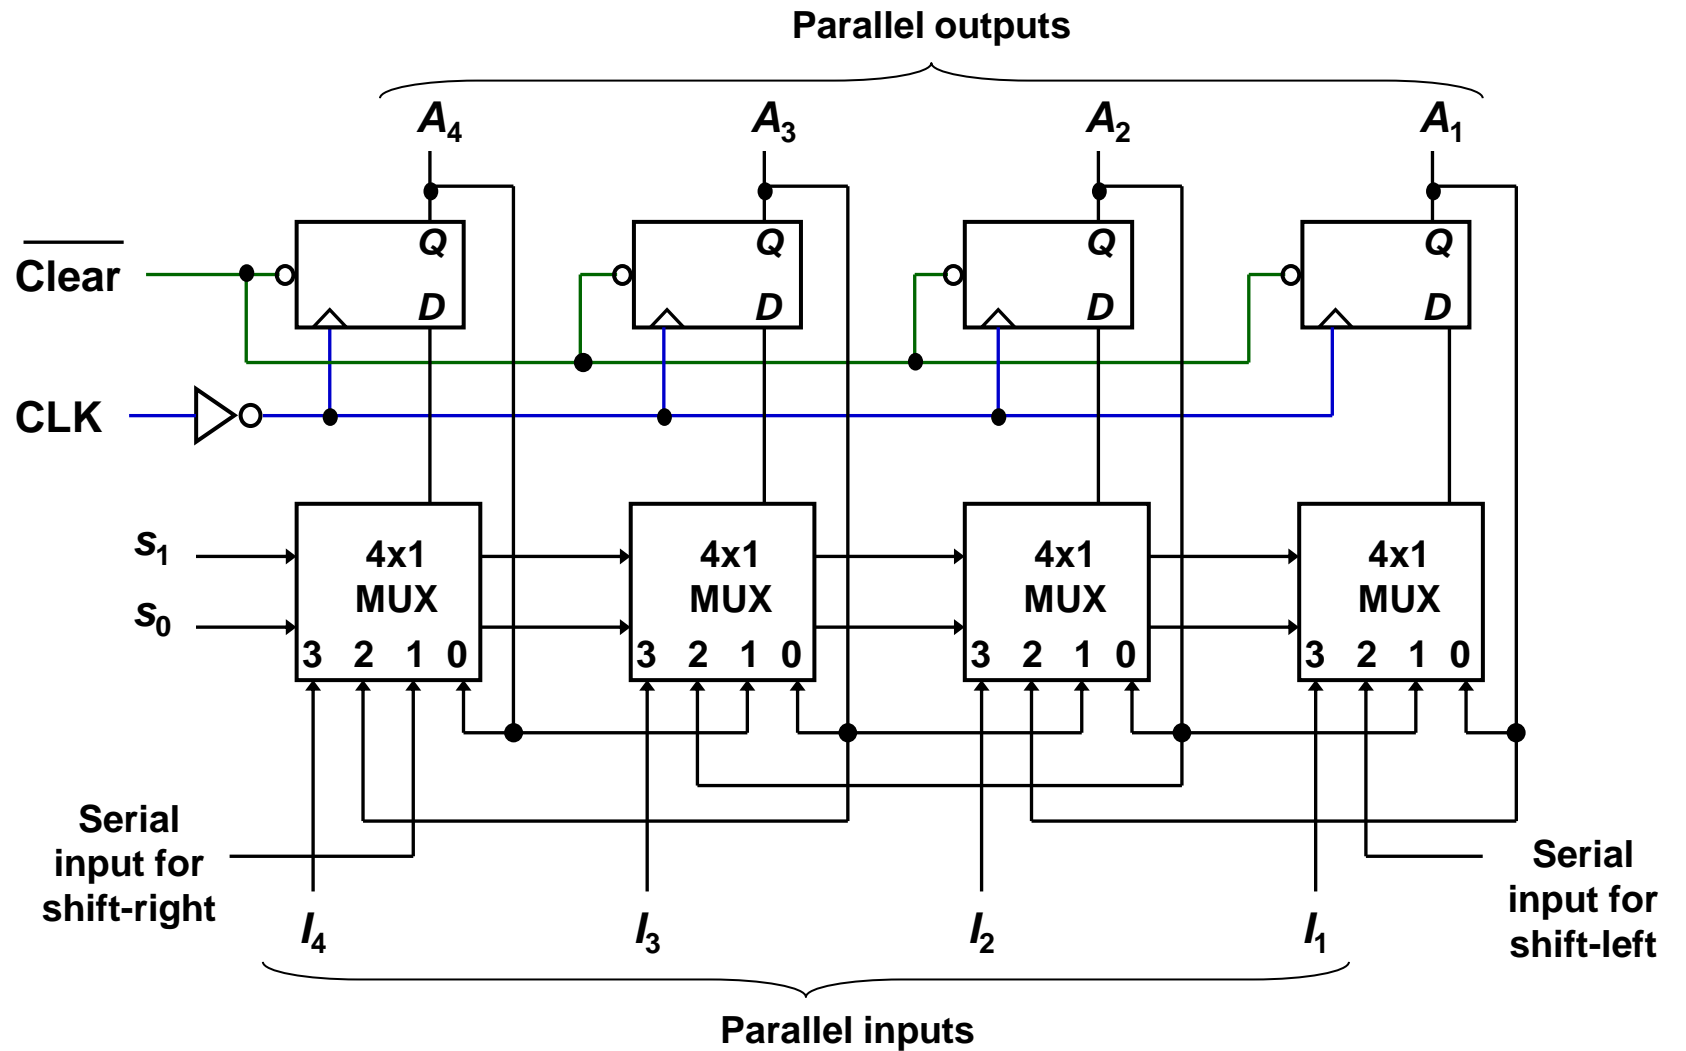 Parallel outputs
A4 A3 A2 A1
Clear
Q Q Q Q
D D D D
CLK
s1
4x1 4x1 4x1 4x1
MUX MUX MUX MUX
s0
3 2 1 0 3 2 1 0 3 2 1 0 3 2 1 0
Serial
input for
shift-right
Serial
input for
shift-left
I4 I3 I2 I1
Parallel inputs